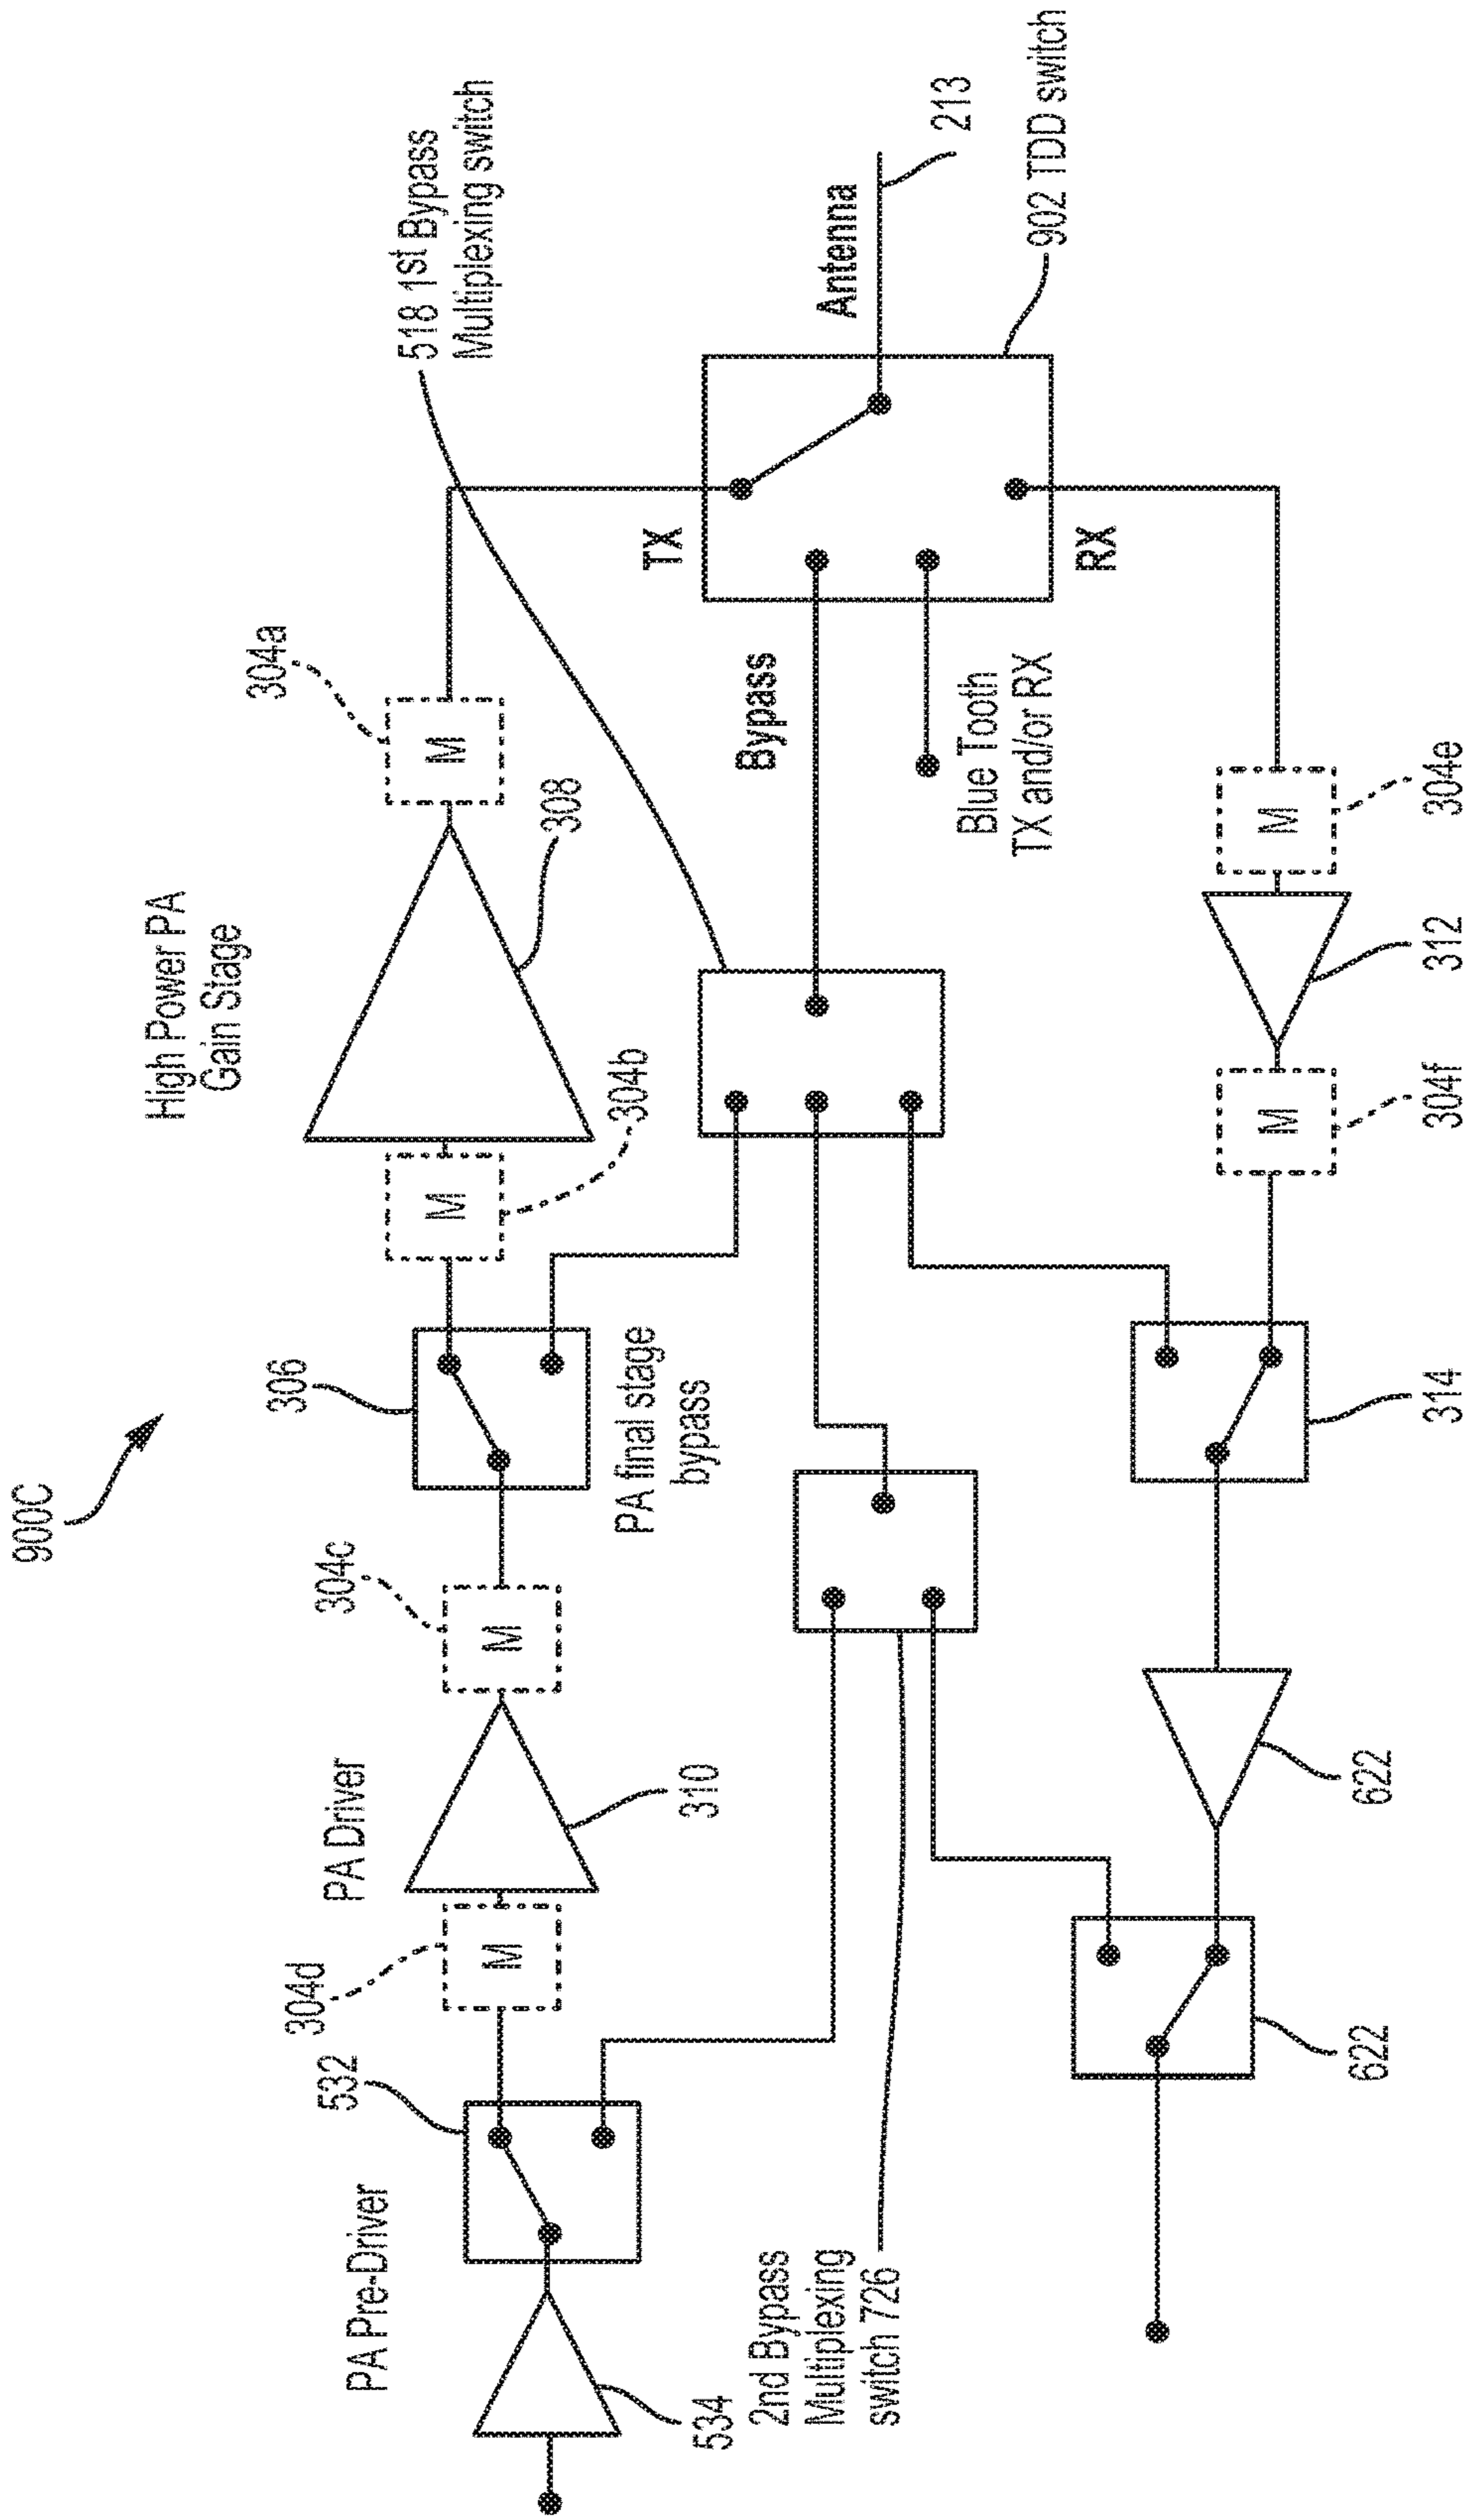 900C
High Power PA
Gain Stage
304a
518 1st Bypass
Multiplexing switch
308
M
304b
M
306
PA final stage
bypass
304c
M
PA Driver
310
304d
M
532
PA Pre-Driver
534
2nd Bypass
Multiplexing
switch 726
TX
Antenna
213
902 TDD switch
Bypass
Blue Tooth
TX and/or RX
RX
304e
M
312
304f
M
314
622
622